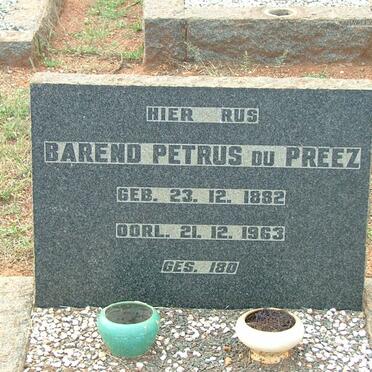 HIER RUS
BAREND PETRUS DU PREEZ
GEB. 23. 12. 1882
OORL. 21. 12. 1963
GES. 180